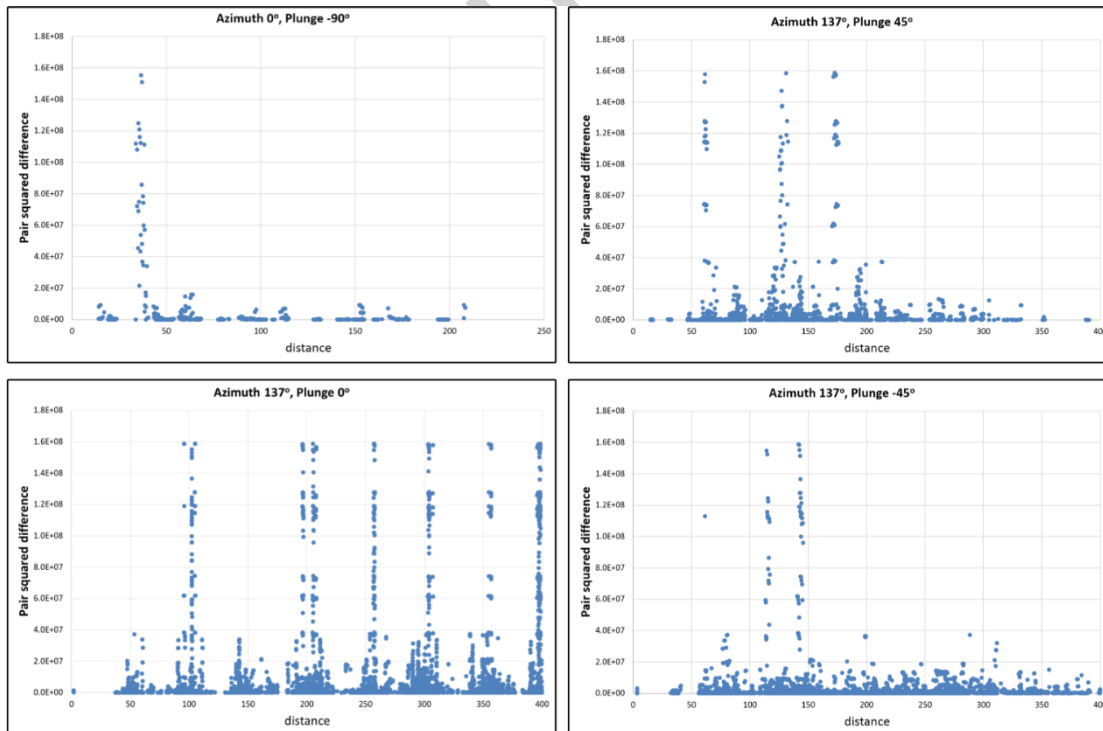 Azimuth 0º, Plunge -90º
1.8E+08
1.6E+08
1.4E+08
1.2E+08
1.0E+08
8.0E+07
6.0E+07
4.0E+07
2.0E+07
0.0E+00
Pair squared difference
0 50 100 150 200 250
distance
Azimuth 137º, Plunge 45º
1.8E+08
1.6E+08
1.4E+08
1.2E+08
1.0E+08
8.0E+07
6.0E+07
4.0E+07
2.0E+07
0.0E+00
Pair squared difference
0 50 100 150 200 250 300 350 400
distance
Azimuth 137º, Plunge 0º
1.8E+08
1.6E+08
1.4E+08
1.2E+08
1.0E+08
8.0E+07
6.0E+07
4.0E+07
2.0E+07
0.0E+00
Pair squared difference
0 50 100 150 200 250 300 350 400
distance
Azimuth 137º, Plunge -45º
1.8E+08
1.6E+08
1.4E+08
1.2E+08
1.0E+08
8.0E+07
6.0E+07
4.0E+07
2.0E+07
0.0E+00
Pair squared difference
0 50 100 150 200 250 300 350 400
distance